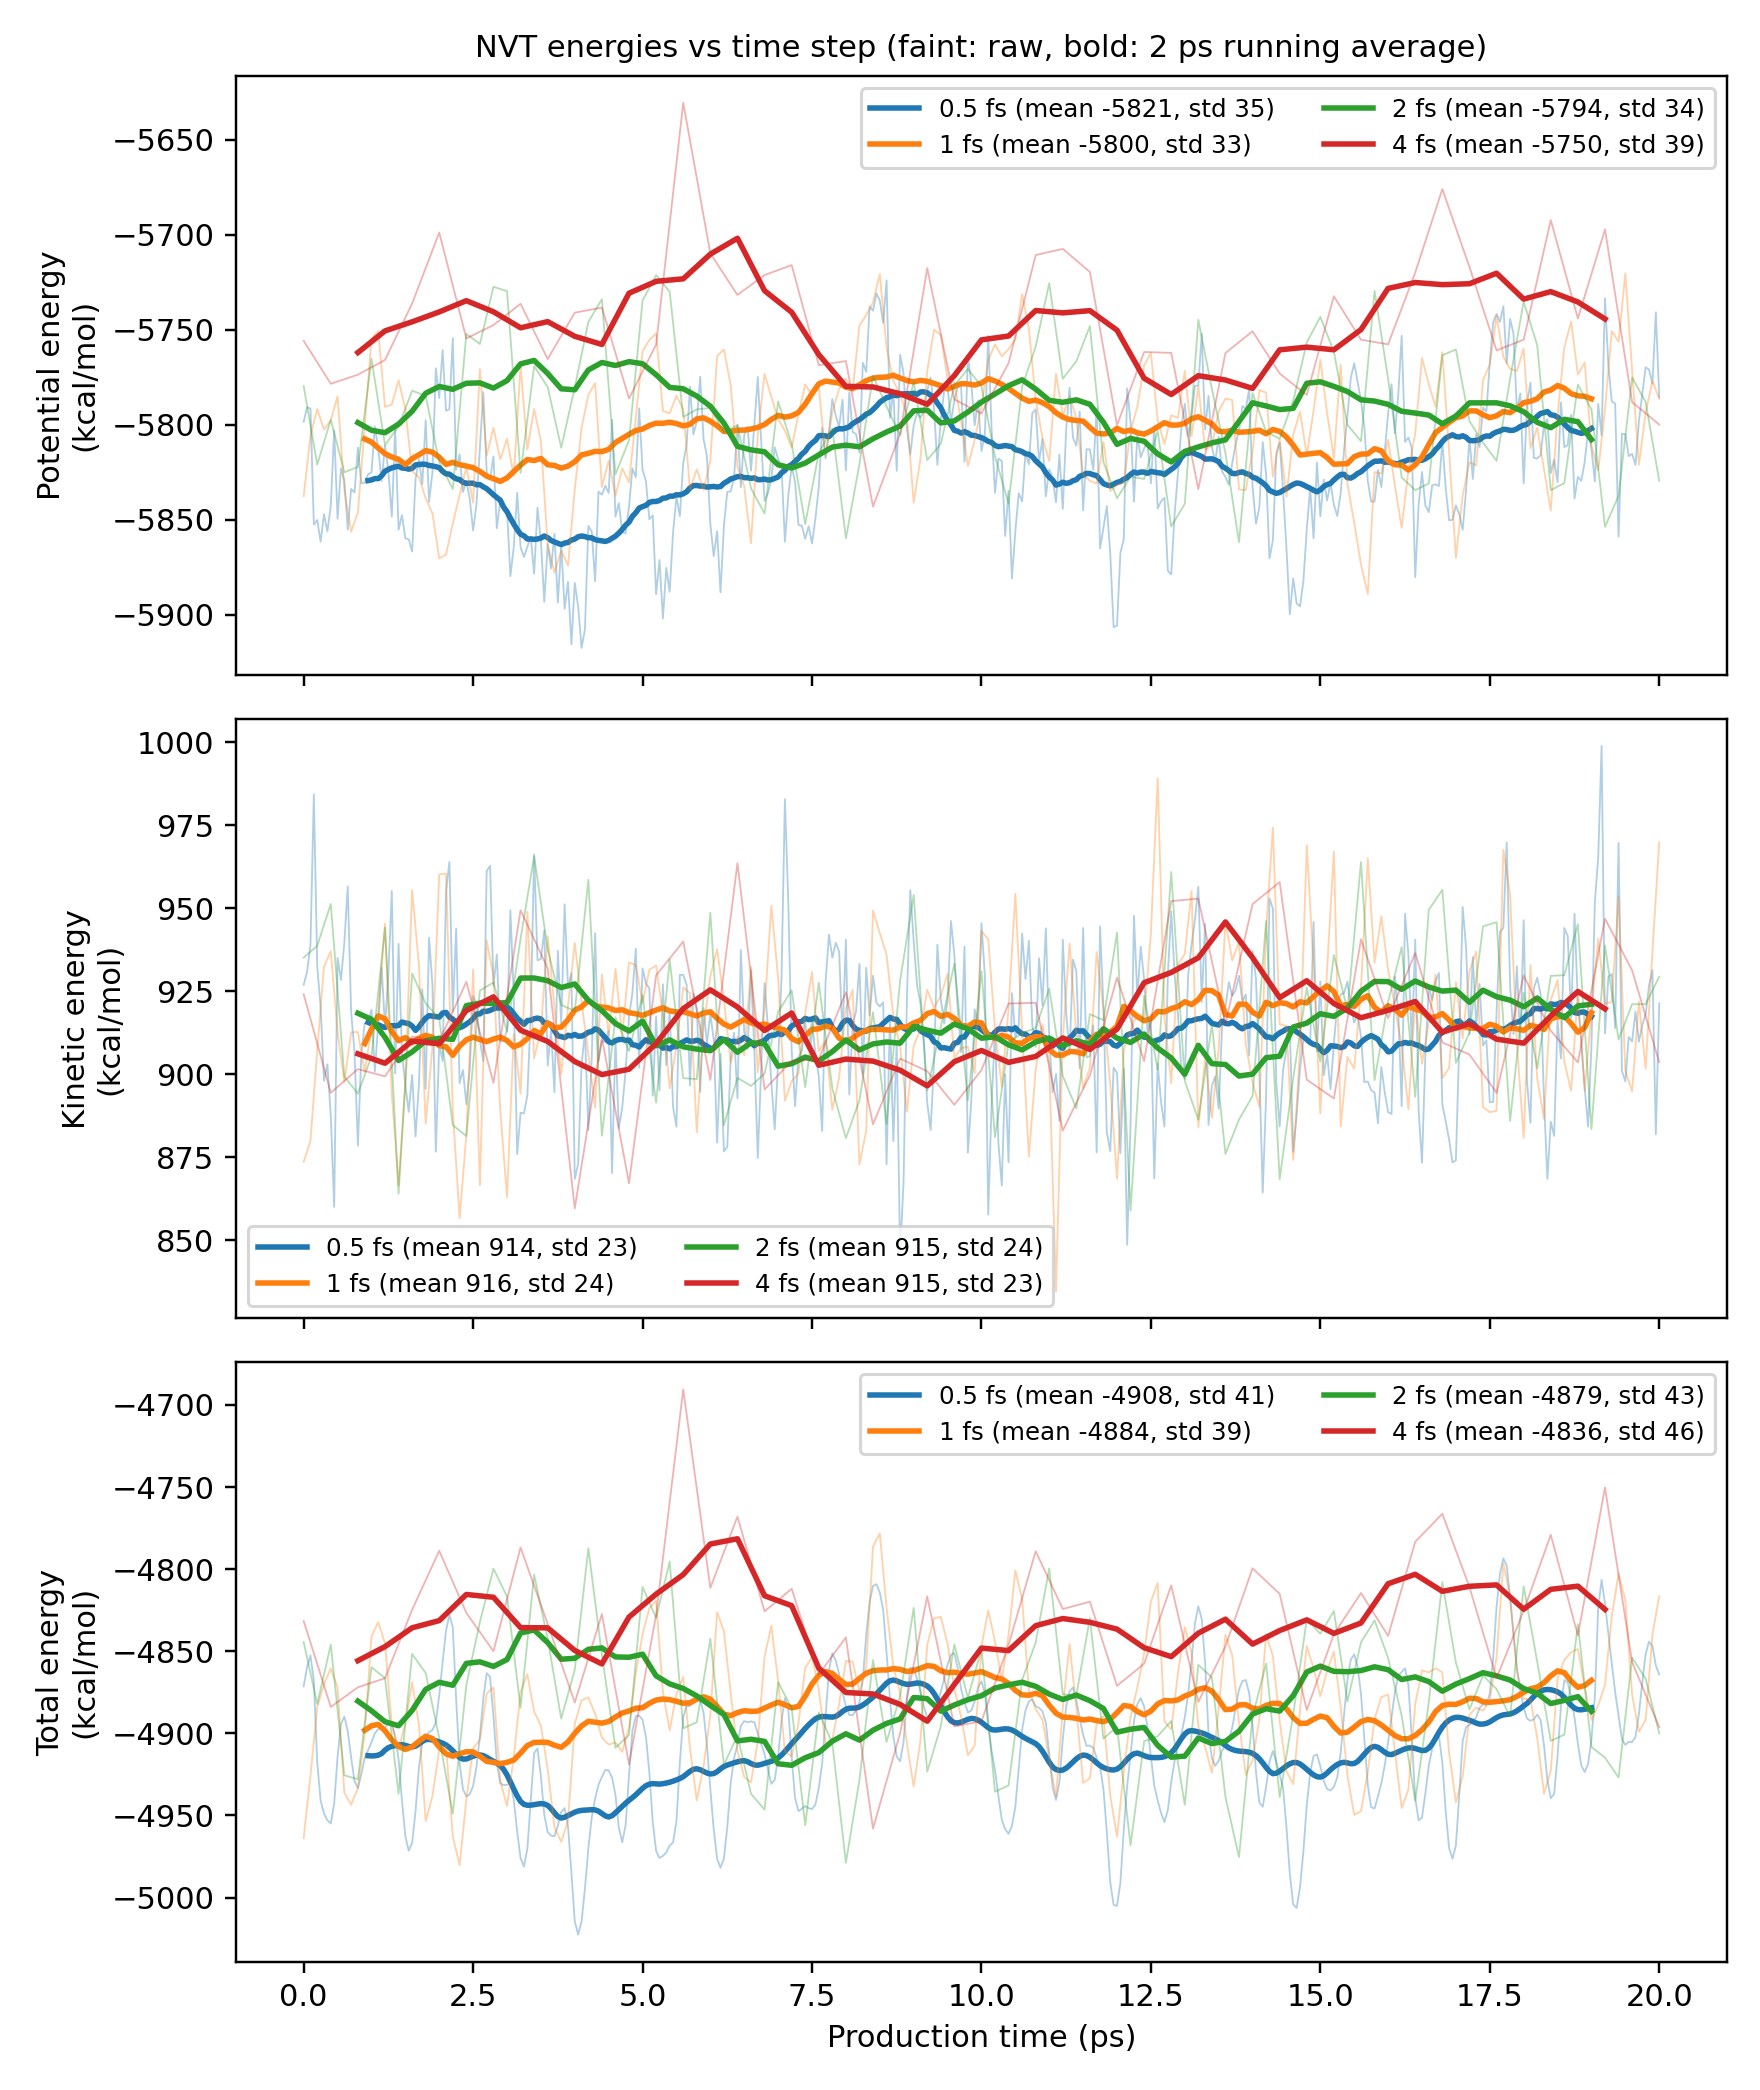 NVT energies vs time step (faint: raw, bold: 2 ps running average)
0.5 fs (mean -5821, std 35)
1 fs (mean -5800, std 33)
2 fs (mean -5794, std 34)
4 fs (mean -5750, std 39)
−5650
−5700
−5750
−5800
−5850
−5900
Potential energy
(kcal/mol)
1000
975
950
925
900
875
850
Kinetic energy
(kcal/mol)
0.5 fs (mean 914, std 23)
1 fs (mean 916, std 24)
2 fs (mean 915, std 24)
4 fs (mean 915, std 23)
0.5 fs (mean -4908, std 41)
1 fs (mean -4884, std 39)
2 fs (mean -4879, std 43)
4 fs (mean -4836, std 46)
−4700
−4750
−4800
−4850
−4900
−4950
−5000
Total energy
(kcal/mol)
0.0 2.5 5.0 7.5 10.0 12.5 15.0 17.5 20.0
Production time (ps)